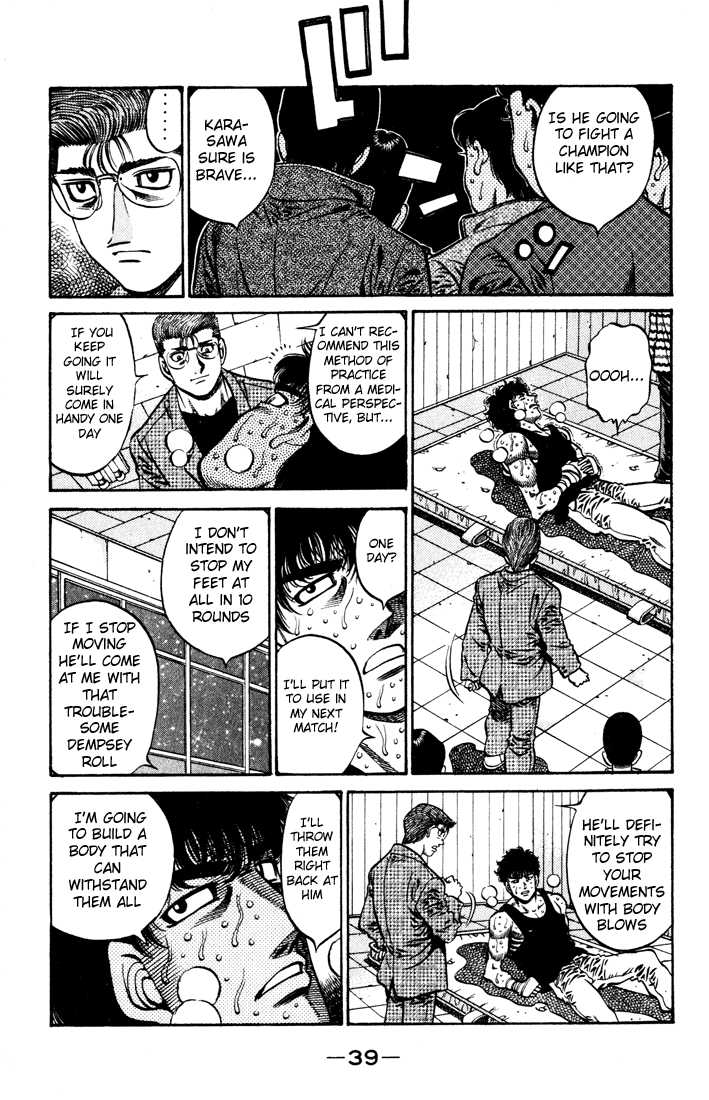 IS HE GOING
TO FIGHT A
CHAMPION
LIKE THAT?
KARA-
SAWA
SURE IS
BRAVE...
......
OOOH...
I CAN'T REC-
OMMEND THIS
METHOD OF
PRACTICE
FROM A MEDI-
CAL PERSPEC-
TIVE, BUT...
IF YOU
KEEP
GOING IT
WILL
SURELY
COME IN
HANDY ONE
DAY
ONE
DAY?
I'LL PUT IT
TO USE IN
MY NEXT
MATCH!
I DON'T
INTEND TO
STOP MY
FEET AT
ALL IN 10
ROUNDS
IF I STOP
MOVING
HE'LL COME
AT ME WITH
THAT
TROUBLE-
SOME
DEMPSEY
ROLL
HE'LL DEFI-
NITELY TRY
TO STOP
YOUR
MOVEMENTS
WITH BODY
BLOWS
I'LL
THROW
THEM
RIGHT
BACK AT
HIM
I'M GOING
TO BUILD A
BODY THAT
CAN
WITHSTAND
THEM ALL
—39—